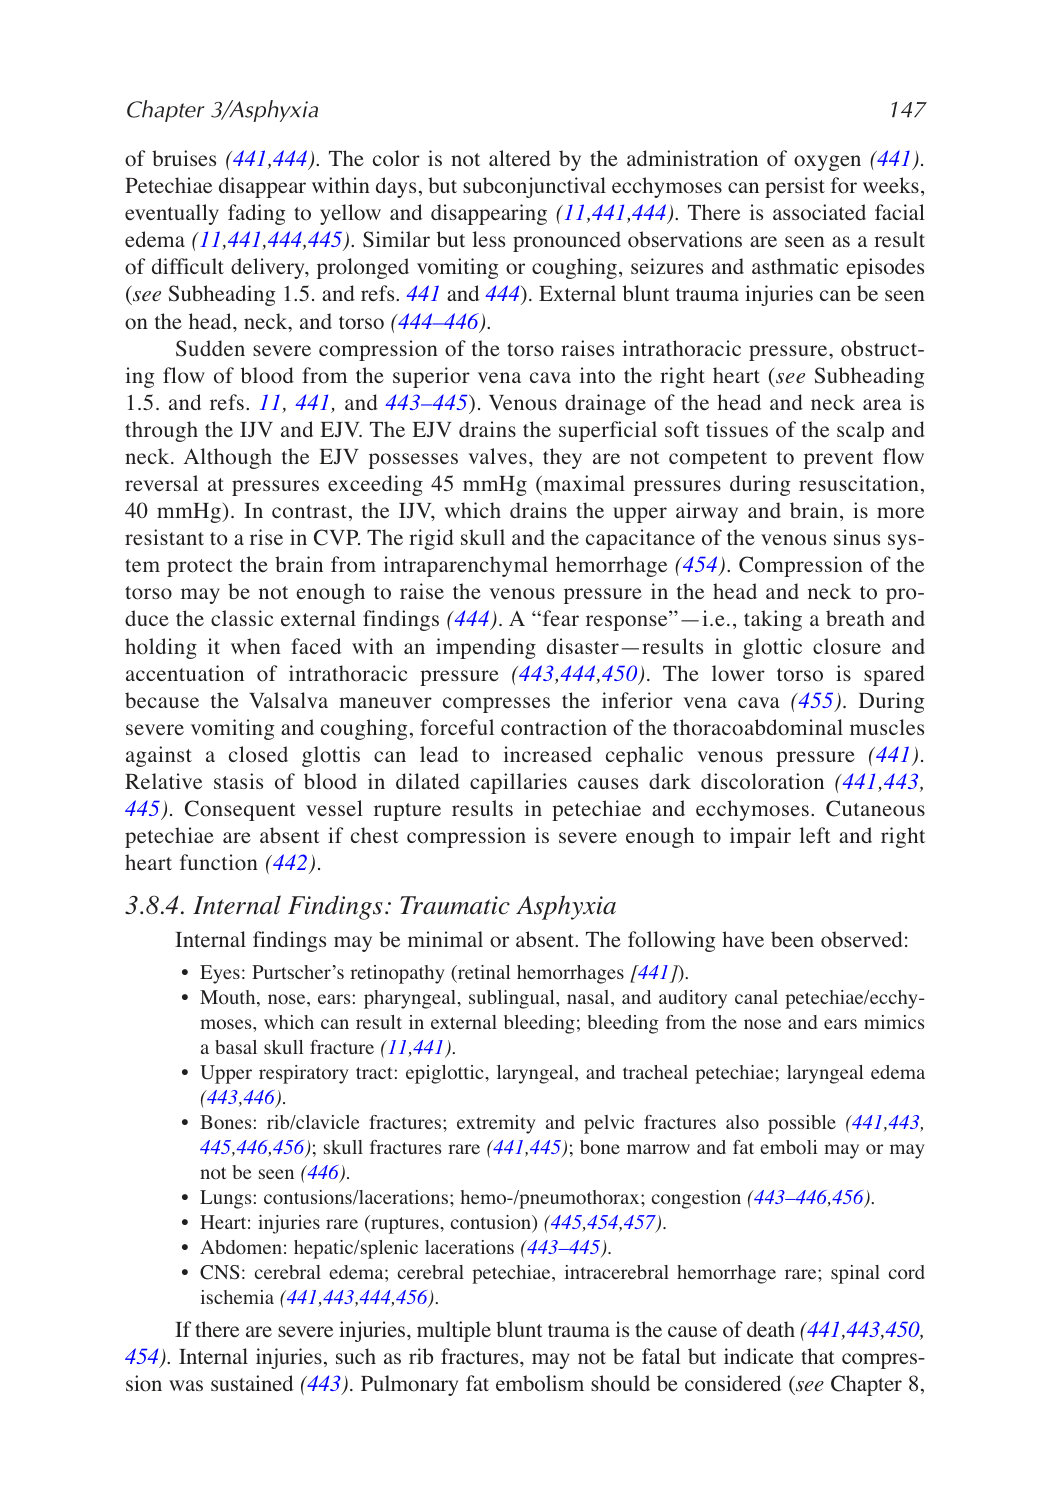 Chapter 3/Asphyxia 147
of bruises (441,444). The color is not altered by the administration of oxygen (441).
Petechiae disappear within days, but subconjunctival ecchymoses can persist for weeks,
eventually fading to yellow and disappearing (11,441,444). There is associated facial
edema (11,441,444,445). Similar but less pronounced observations are seen as a result
of difficult delivery, prolonged vomiting or coughing, seizures and asthmatic episodes
(see Subheading 1.5. and refs. 441 and 444). External blunt trauma injuries can be seen
on the head, neck, and torso (444–446).
Sudden severe compression of the torso raises intrathoracic pressure, obstruct-
ing flow of blood from the superior vena cava into the right heart (see Subheading
1.5. and refs. 11, 441, and 443–445). Venous drainage of the head and neck area is
through the IJV and EJV. The EJV drains the superficial soft tissues of the scalp and
neck. Although the EJV possesses valves, they are not competent to prevent flow
reversal at pressures exceeding 45 mmHg (maximal pressures during resuscitation,
40 mmHg). In contrast, the IJV, which drains the upper airway and brain, is more
resistant to a rise in CVP. The rigid skull and the capacitance of the venous sinus sys-
tem protect the brain from intraparenchymal hemorrhage (454). Compression of the
torso may be not enough to raise the venous pressure in the head and neck to pro-
duce the classic external findings (444). A “fear response”—i.e., taking a breath and
holding it when faced with an impending disaster—results in glottic closure and
accentuation of intrathoracic pressure (443,444,450). The lower torso is spared
because the Valsalva maneuver compresses the inferior vena cava (455). During
severe vomiting and coughing, forceful contraction of the thoracoabdominal muscles
against a closed glottis can lead to increased cephalic venous pressure (441).
Relative stasis of blood in dilated capillaries causes dark discoloration (441,443,
445). Consequent vessel rupture results in petechiae and ecchymoses. Cutaneous
petechiae are absent if chest compression is severe enough to impair left and right
heart function (442).
3.8.4. Internal Findings: Traumatic Asphyxia
Internal findings may be minimal or absent. The following have been observed:
• Eyes: Purtscher’s retinopathy (retinal hemorrhages [441]).
• Mouth, nose, ears: pharyngeal, sublingual, nasal, and auditory canal petechiae/ecchy-
moses, which can result in external bleeding; bleeding from the nose and ears mimics
a basal skull fracture (11,441).
• Upper respiratory tract: epiglottic, laryngeal, and tracheal petechiae; laryngeal edema
(443,446).
• Bones: rib/clavicle fractures; extremity and pelvic fractures also possible (441,443,
445,446,456); skull fractures rare (441,445); bone marrow and fat emboli may or may
not be seen (446).
• Lungs: contusions/lacerations; hemo-/pneumothorax; congestion (443–446,456).
• Heart: injuries rare (ruptures, contusion) (445,454,457).
• Abdomen: hepatic/splenic lacerations (443–445).
• CNS: cerebral edema; cerebral petechiae, intracerebral hemorrhage rare; spinal cord
ischemia (441,443,444,456).
If there are severe injuries, multiple blunt trauma is the cause of death (441,443,450,
454). Internal injuries, such as rib fractures, may not be fatal but indicate that compres-
sion was sustained (443). Pulmonary fat embolism should be considered (see Chapter 8,